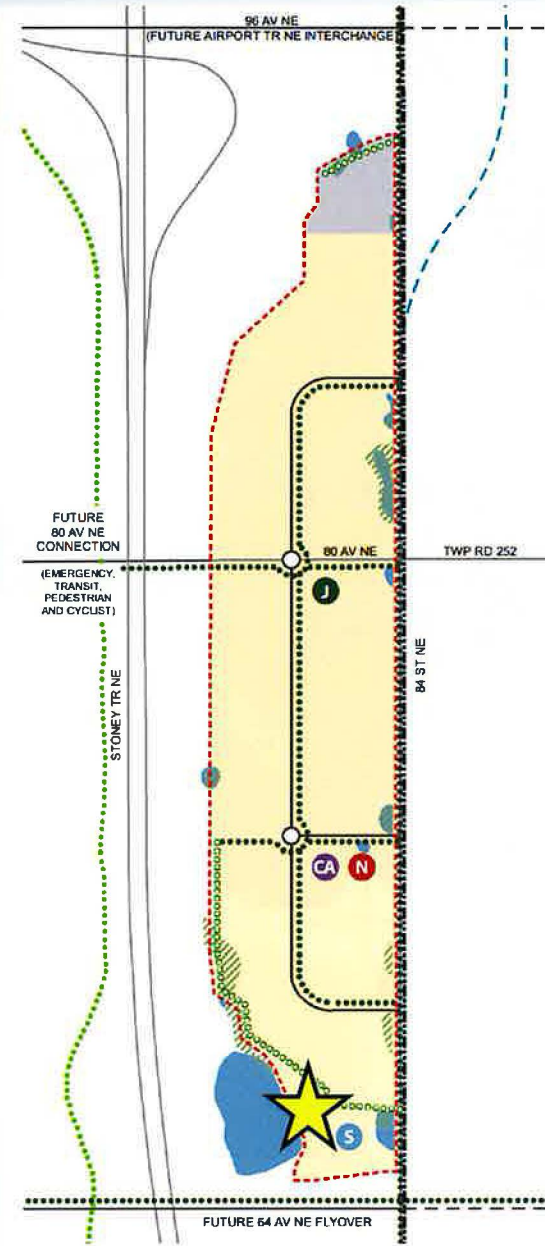 96 AV NE
(FUTURE AIRPORT TR NE INTERCHANGE)
FUTURE
80 AV NE
CONNECTION
(EMERGENCY,
TRANSIT,
PEDESTRIAN
AND CYCLIST)
80 AV NE
TWP RD 252
J
STONEY TR NE
84 ST NE
CA
N
S
FUTURE 64 AV NE FLYOVER